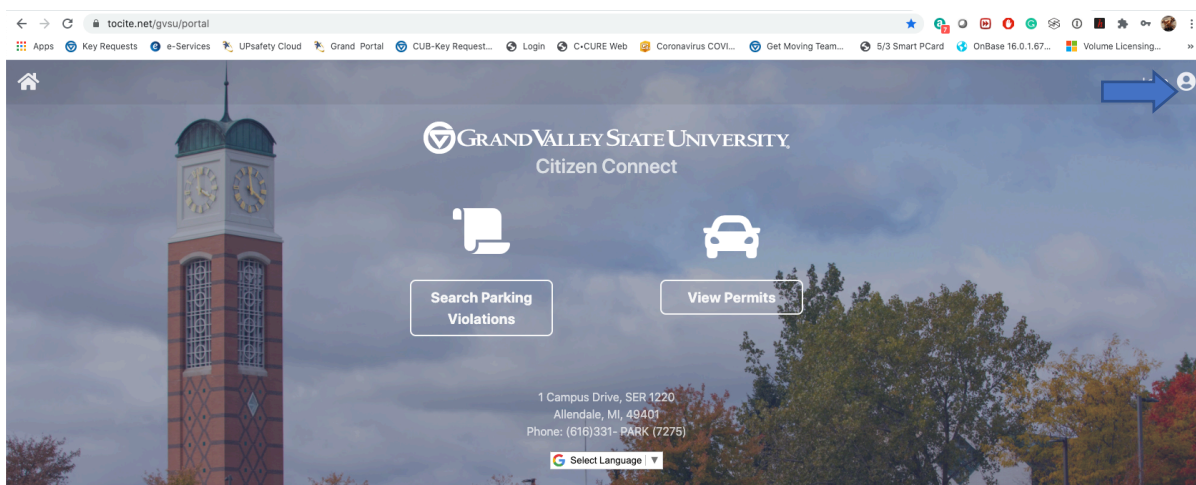 tocite.net/gvsu/portal
7
Apps Key Requests e-Services UPsafety Cloud Grand Portal CUB-Key Request... Login C•CURE Web Coronavirus COVI... Get Moving Team... 5/3 Smart PCard OnBase 16.0.1.67... Volume Licensing... »
GRAND VALLEY STATE UNIVERSITY®
Citizen Connect
Search Parking
Violations
View Permits
1 Campus Drive, SER 1220
Allendale, MI, 49401
Phone: (616)331- PARK (7275)
Select Language ▼